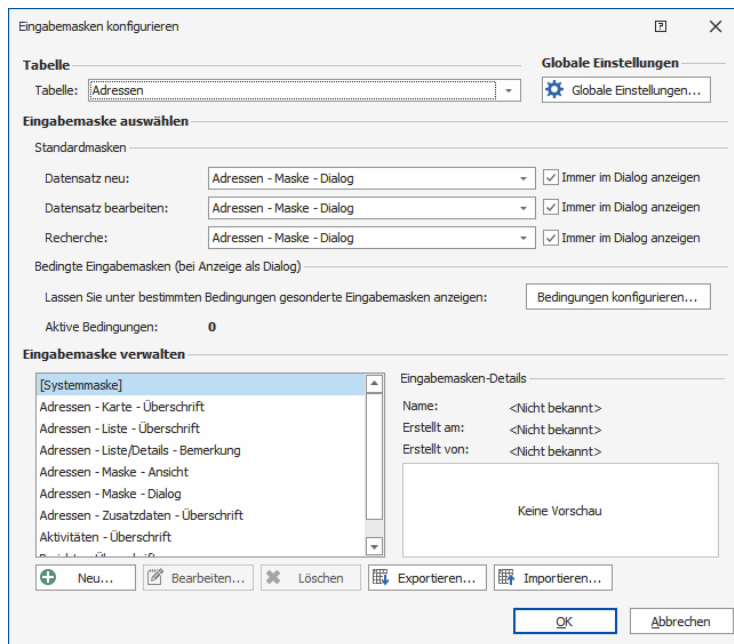 Eingabemasken konfigurieren
Tabelle
Globale Einstellungen
Tabelle: Adressen
Globale Einstellungen...
Eingabemaske auswählen
Standardmasken
Datensatz neu: Adressen - Maske - Dialog Immer im Dialog anzeigen
Datensatz bearbeiten: Adressen - Maske - Dialog Immer im Dialog anzeigen
Recherche: Adressen - Maske - Dialog Immer im Dialog anzeigen
Bedingte Eingabemasken (bei Anzeige als Dialog)
Lassen Sie unter bestimmten Bedingungen gesonderte Eingabemasken anzeigen: Bedingungen konfigurieren...
Aktive Bedingungen: 0
Eingabemaske verwalten
[Systemmaske]
Adressen - Karte - Überschrift
Adressen - Liste - Überschrift
Adressen - Liste/Details - Bemerkung
Adressen - Maske - Ansicht
Adressen - Maske - Dialog
Adressen - Zusatzdaten - Überschrift
Aktivitäten - Überschrift
Eingabemasken-Details
Name: <Nicht bekannt>
Erstellt am: <Nicht bekannt>
Erstellt von: <Nicht bekannt>
Keine Vorschau
Neu... Bearbeiten... Löschen Exportieren... Importieren...
OK Abbrechen